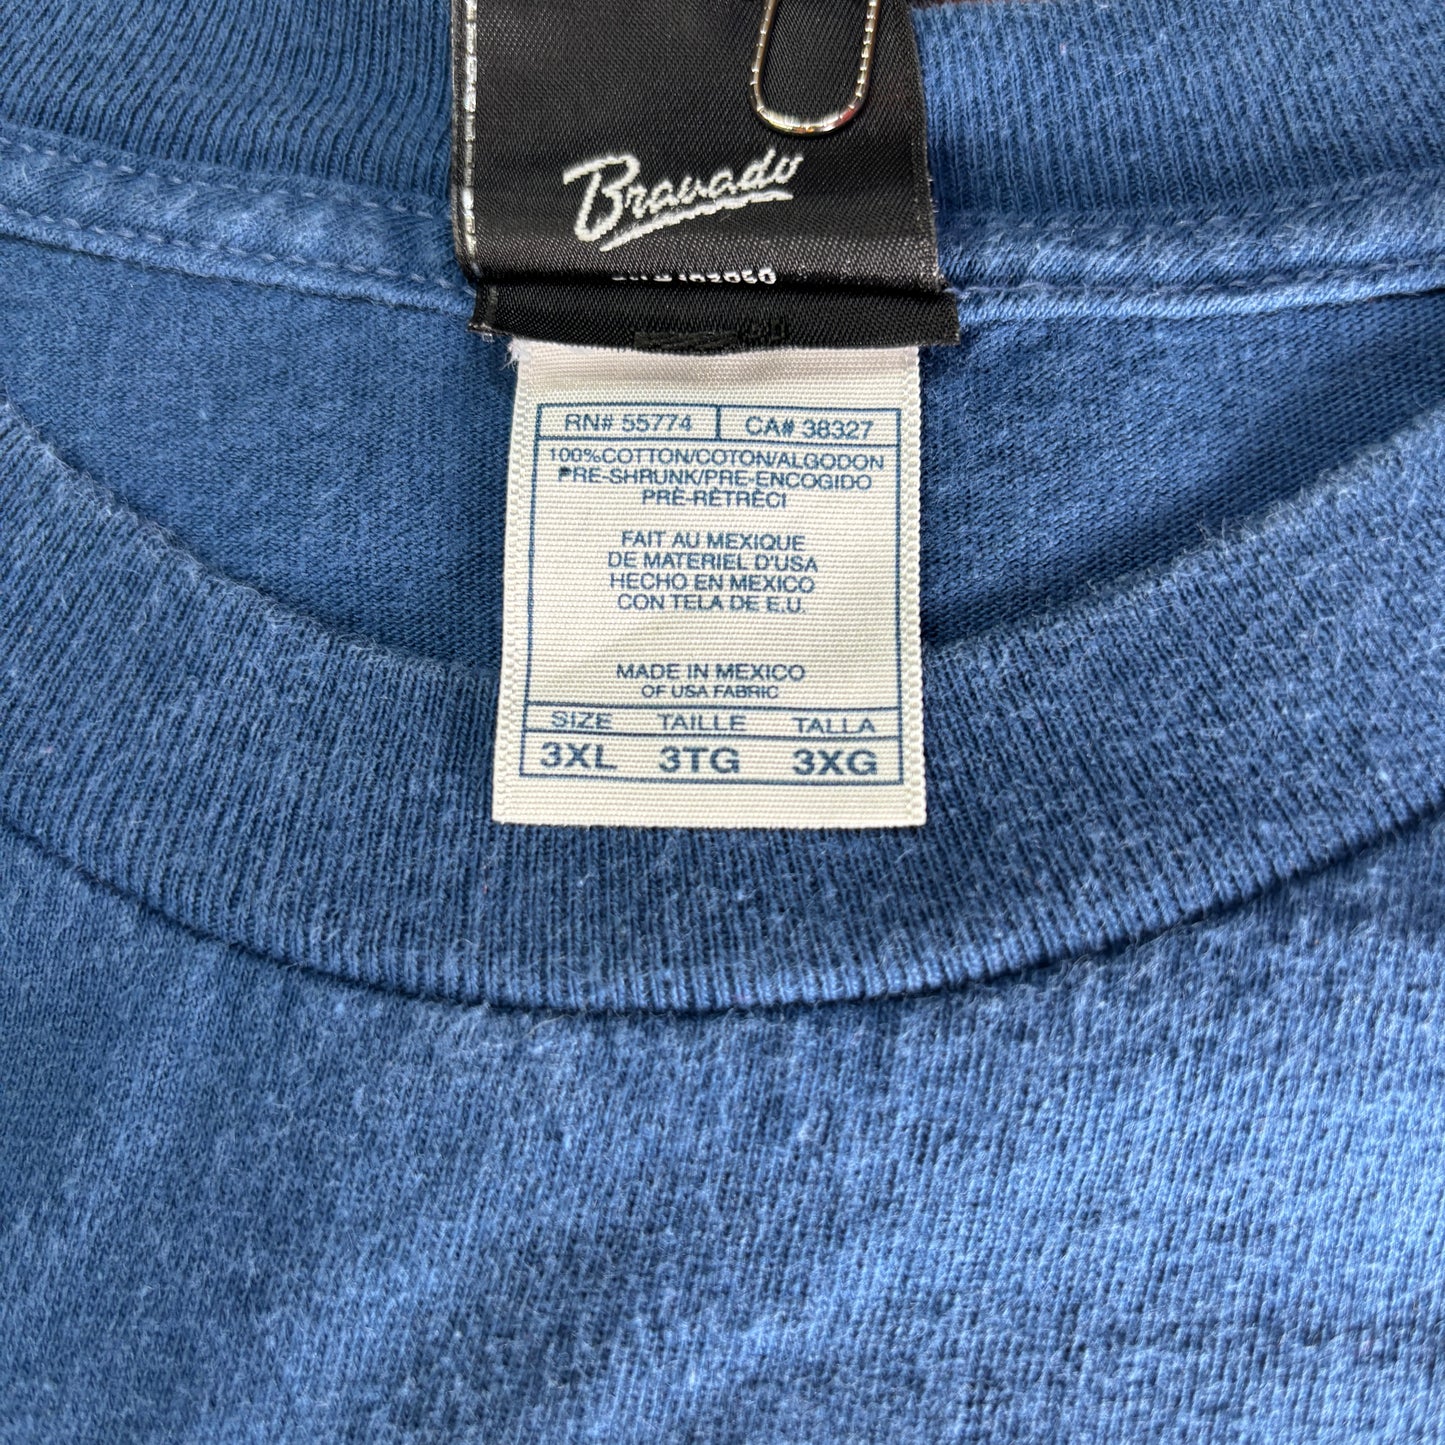 Bravado
RN# 55774 CA# 38327
100%COTTON/COTON/ALGODON
PRE-SHRUNK/PRE-ENCOGIDO
PRÉ-RÉTRÉCI
FAIT AU MEXIQUE
DE MATERIEL D'USA
HECHO EN MEXICO
CON TELA DE E.U.
MADE IN MEXICO
OF USA FABRIC
SIZE TAILLE TALLA
3XL 3TG 3XG